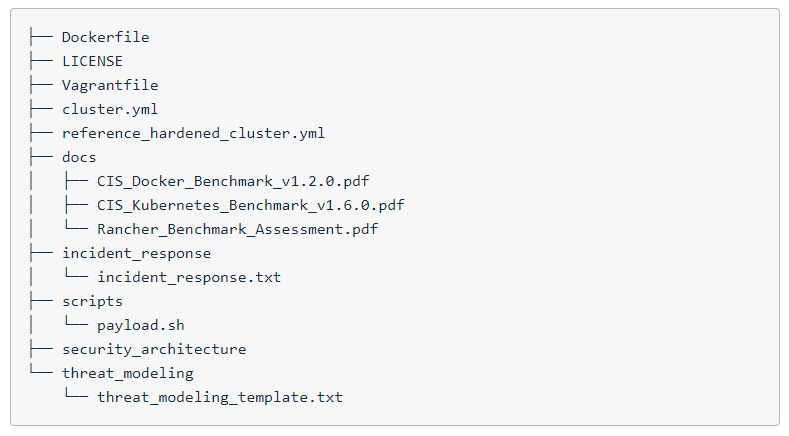 ├── Dockerfile
├── LICENSE
├── Vagrantfile
├── cluster.yml
├── reference_hardened_cluster.yml
├── docs
│   ├── CIS_Docker_Benchmark_v1.2.0.pdf
│   ├── CIS_Kubernetes_Benchmark_v1.6.0.pdf
│   └── Rancher_Benchmark_Assessment.pdf
├── incident_response
│   └── incident_response.txt
├── scripts
│   └── payload.sh
├── security_architecture
└── threat_modeling
    └── threat_modeling_template.txt